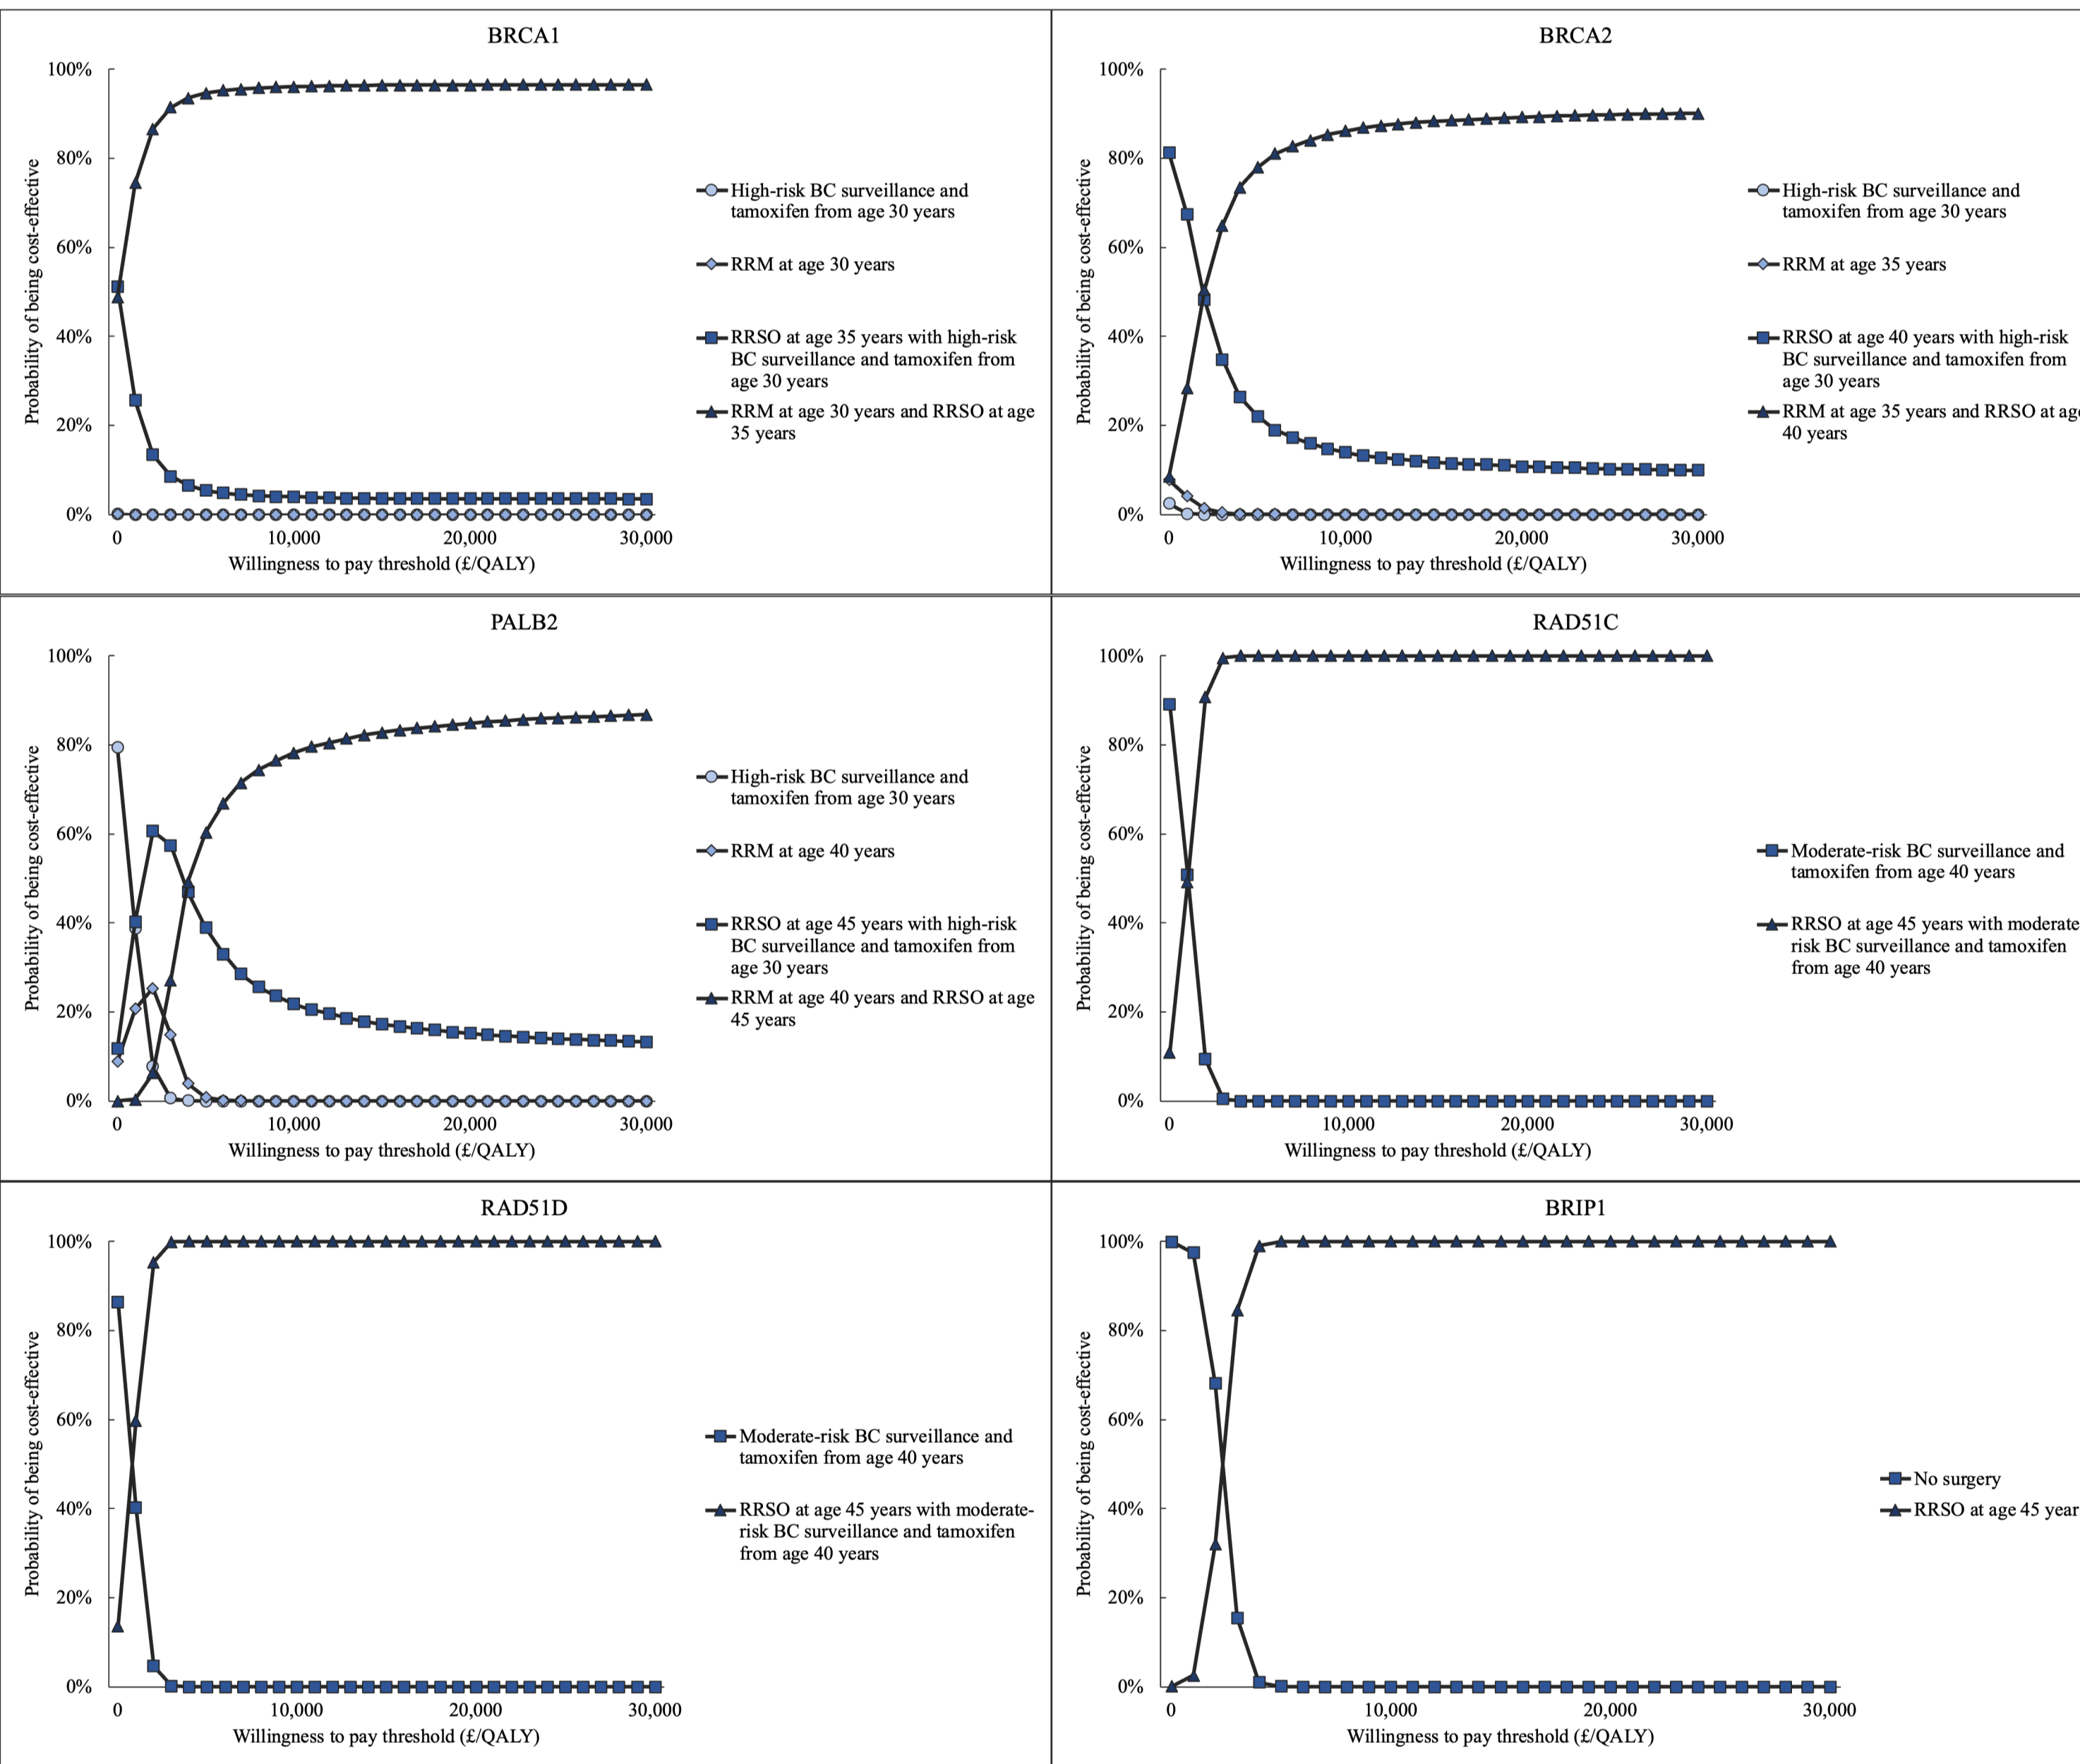 BRCA1
Probability of being cost-effective
100%
80%
60%
40%
20%
0%
0
10,000
20,000
30,000
Willingness to pay threshold (£/QALY)
High-risk BC surveillance and
tamoxifen from age 30 years
RRM at age 30 years
RRSO at age 35 years with high-risk
BC surveillance and tamoxifen from
age 30 years
RRM at age 30 years and RRSO at age
35 years
BRCA2
Probability of being cost-effective
100%
80%
60%
40%
20%
0%
0
10,000
20,000
30,000
Willingness to pay threshold (£/QALY)
High-risk BC surveillance and
tamoxifen from age 30 years
RRM at age 35 years
RRSO at age 40 years with high-risk
BC surveillance and tamoxifen from
age 30 years
RRM at age 35 years and RRSO at age
40 years
PALB2
Probability of being cost-effective
100%
80%
60%
40%
20%
0%
0
10,000
20,000
30,000
Willingness to pay threshold (£/QALY)
High-risk BC surveillance and
tamoxifen from age 30 years
RRM at age 40 years
RRSO at age 45 years with high-risk
BC surveillance and tamoxifen from
age 30 years
RRM at age 40 years and RRSO at age
45 years
RAD51C
Probability of being cost-effective
100%
80%
60%
40%
20%
0%
0
10,000
20,000
30,000
Willingness to pay threshold (£/QALY)
Moderate-risk BC surveillance and
tamoxifen from age 40 years
RRSO at age 45 years with moderate
risk BC surveillance and tamoxifen
from age 40 years
RAD51D
Probability of being cost-effective
100%
80%
60%
40%
20%
0%
0
10,000
20,000
30,000
Willingness to pay threshold (£/QALY)
Moderate-risk BC surveillance and
tamoxifen from age 40 years
RRSO at age 45 years with moderate-
risk BC surveillance and tamoxifen
from age 40 years
BRIP1
Probability of being cost-effective
100%
80%
60%
40%
20%
0%
0
10,000
20,000
30,000
Willingness to pay threshold (£/QALY)
No surgery
RRSO at age 45 year